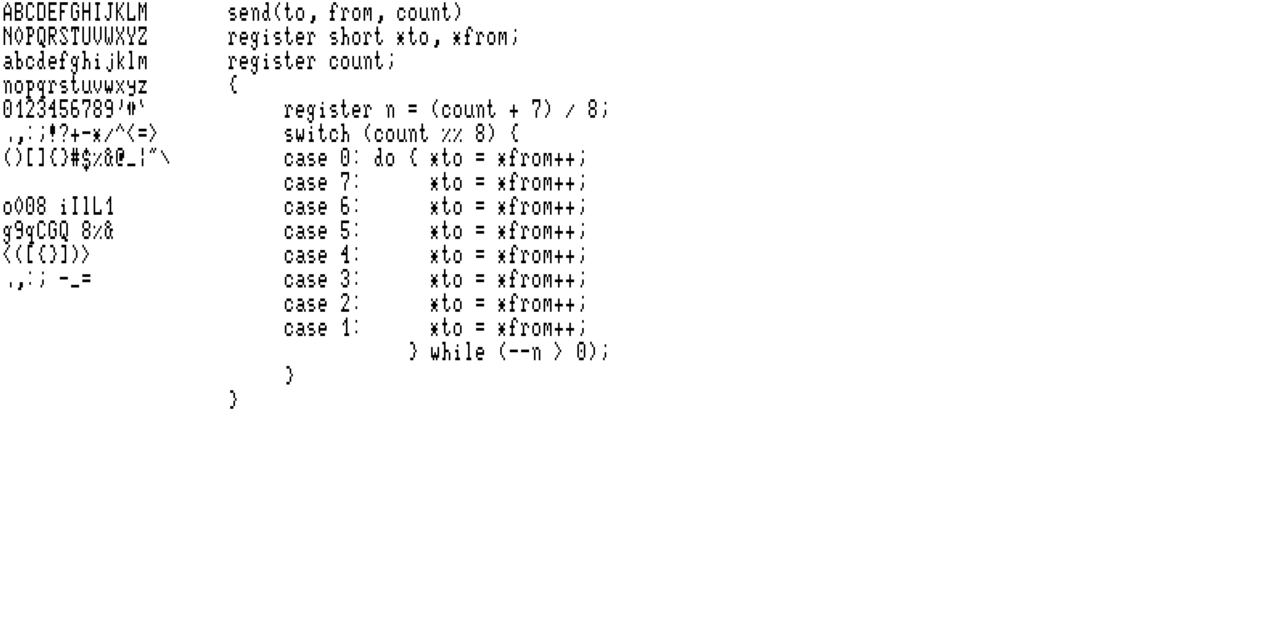 ABCDEFGHIJKLM
NOPQRSTUVWXYZ
abcdefghijklm
nopqrstuvwxyz
0123456789'"`
.,:;!?+-*/^<=>
()[]{}#$%&@_¦~\
o008 iIlL1
g9qCGQ 8%&
<([{}])>
.,:; -_=
send(to, from, count)
register short *to, *from;
register count;
{
     register n = (count + 7) / 8;
     switch (count %% 8) {
     case 0: do { *to = *from++;
     case 7:      *to = *from++;
     case 6:      *to = *from++;
     case 5:      *to = *from++;
     case 4:      *to = *from++;
     case 3:      *to = *from++;
     case 2:      *to = *from++;
     case 1:      *to = *from++;
                } while (--n > 0);
     }
}